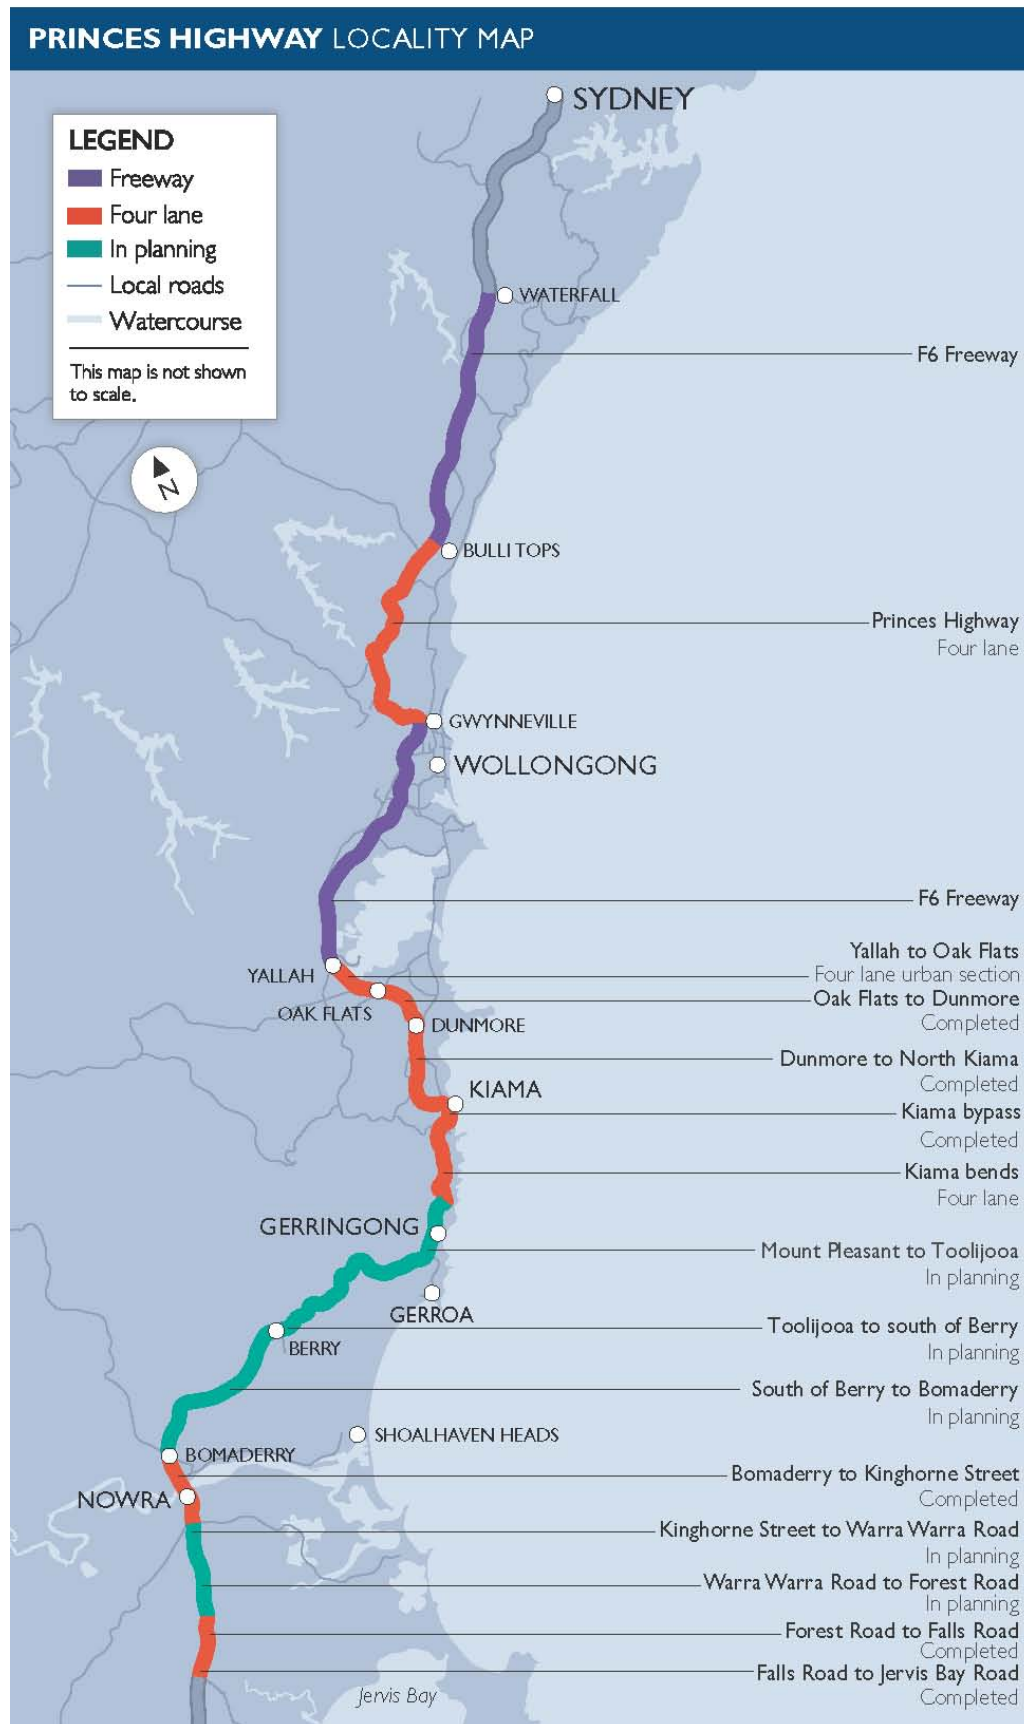 PRINCES HIGHWAY LOCALITY MAP
SYDNEY
LEGEND
Freeway
Four lane
In planning
Local roads
Watercourse
This map is not shown
to scale.
N
WATERFALL
F6 Freeway
BULLI TOPS
Princes Highway
Four lane
GWYNNEVILLE
WOLLONGONG
F6 Freeway
Yallah to Oak Flats
Four lane urban section
YALLAH
Oak Flats to Dunmore
Completed
OAK FLATS
DUNMORE
Dunmore to North Kiama
Completed
KIAMA
Kiama bypass
Completed
Kiama bends
Four lane
GERRINGONG
Mount Pleasant to Toolijooa
In planning
GERROA
Toolijooa to south of Berry
In planning
BERRY
South of Berry to Bomaderry
In planning
SHOALHAVEN HEADS
BOMADERRY
Bomaderry to Kinghorne Street
Completed
NOWRA
Kinghorne Street to Warra Warra Road
In planning
Warra Warra Road to Forest Road
In planning
Forest Road to Falls Road
Completed
Falls Road to Jervis Bay Road
Completed
Jervis Bay